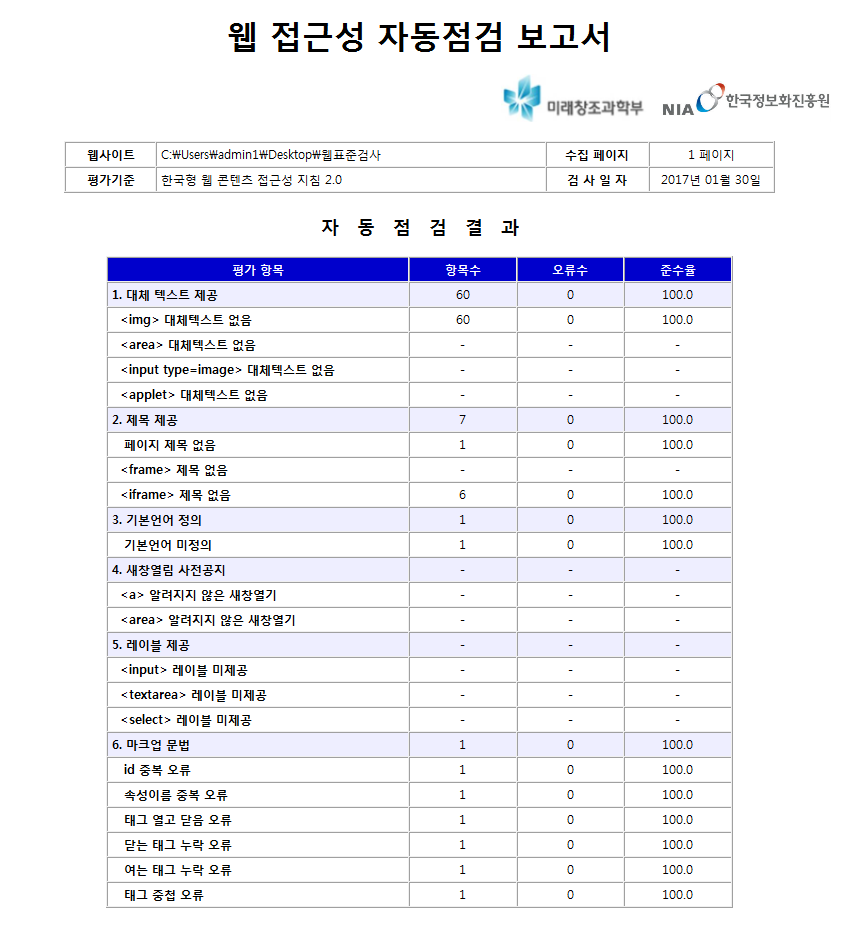 웹 접근성 자동점검 보고서
미래창조과학부 NIA 한국정보화진흥원
웹사이트 C:₩Users₩admin1₩Desktop₩웹표준검사 수집 페이지 1 페이지
평가기준 한국형 웹 콘텐츠 접근성 지침 2.0 검 사 일 자 2017년 01월 30일
자 동 점 검 결 과
평가 항목 항목수 오류수 준수율
1. 대체 텍스트 제공 60 0 100.0
<img> 대체텍스트 없음 60 0 100.0
<area> 대체텍스트 없음 - - -
<input type=image> 대체텍스트 없음 - - -
<applet> 대체텍스트 없음 - - -
2. 제목 제공 7 0 100.0
페이지 제목 없음 1 0 100.0
<frame> 제목 없음 - - -
<iframe> 제목 없음 6 0 100.0
3. 기본언어 정의 1 0 100.0
기본언어 미정의 1 0 100.0
4. 새창열림 사전공지 - - -
<a> 알려지지 않은 새창열기 - - -
<area> 알려지지 않은 새창열기 - - -
5. 레이블 제공 - - -
<input> 레이블 미제공 - - -
<textarea> 레이블 미제공 - - -
<select> 레이블 미제공 - - -
6. 마크업 문법 1 0 100.0
id 중복 오류 1 0 100.0
속성이름 중복 오류 1 0 100.0
태그 열고 닫음 오류 1 0 100.0
닫는 태그 누락 오류 1 0 100.0
여는 태그 누락 오류 1 0 100.0
태그 중첩 오류 1 0 100.0